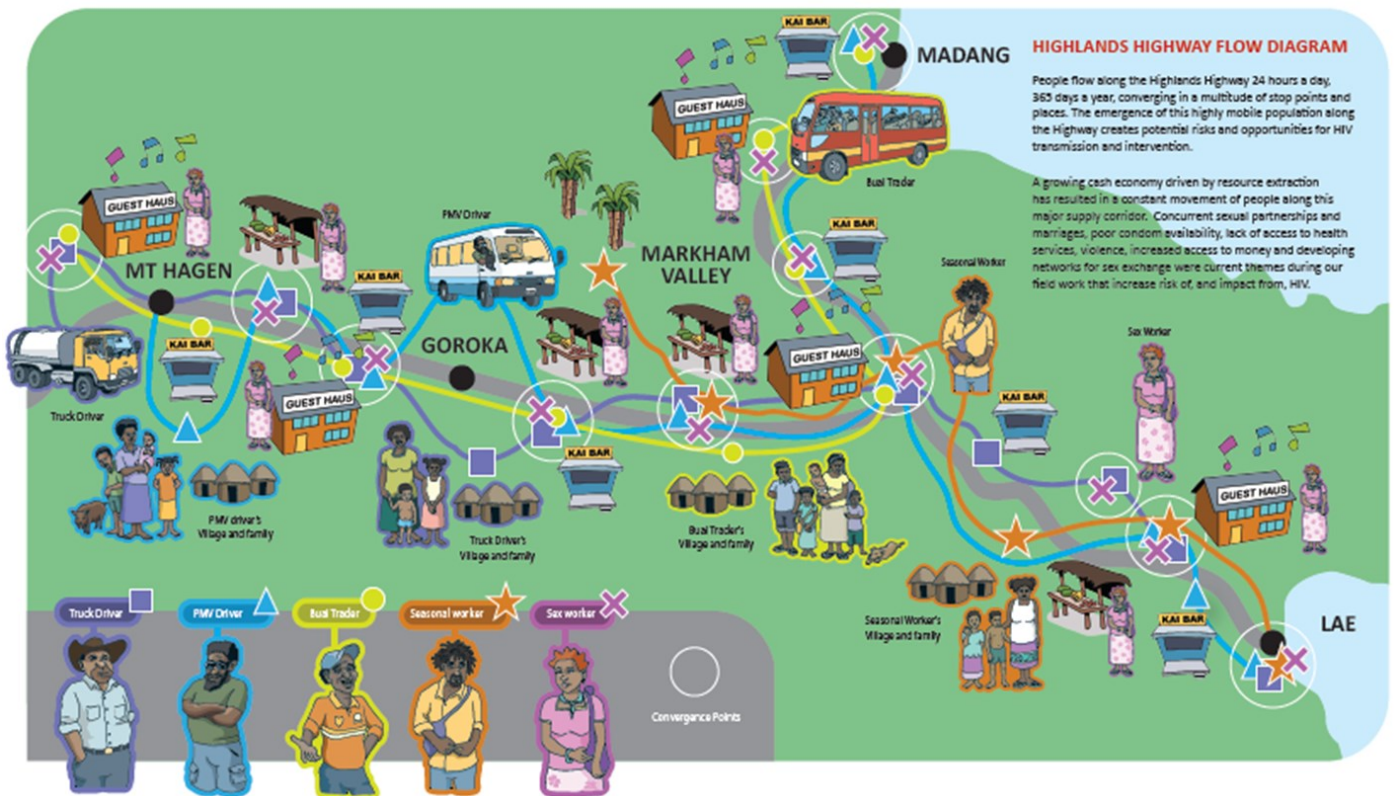 KAI BAR
MADANG
HIGHLANDS HIGHWAY FLOW DIAGRAM
People flow along the Highlands Highway 24 hours a day,
365 days a year, converging in a multitude of stop points and
places. The emergence of this highly mobile population along
the Highway creates potential risks and opportunities for HIV
transmission and intervention.
A growing cash economy driven by resource extraction
has resulted in a constant movement of people along this
major supply corridor. Concurrent sexual partnerships and
marriages, poor condom availability, lack of access to health
services, violence, increased access to money and developing
networks for sex exchange were current themes during our
field work that increase risk of, and impact from, HIV.
GUEST HAUS
Buai Trader
GUEST HAUS
MT HAGEN
PMV Driver
KAI BAR
MARKHAM
VALLEY
KAI BAR
Seasonal Worker
Sex Worker
KAI BAR
GOROKA
GUEST HAUS
GUEST HAUS
Truck Driver
KAI BAR
KAI BAR
GUEST HAUS
PMV driver's
Village and family
Truck Driver's
Village and family
Buai Trader's
Village and family
Seasonal Worker's
Village and family
KAI BAR
LAE
Truck Driver
PMV Driver
Buai Trader
Seasonal worker
Sex worker
Convergence Points